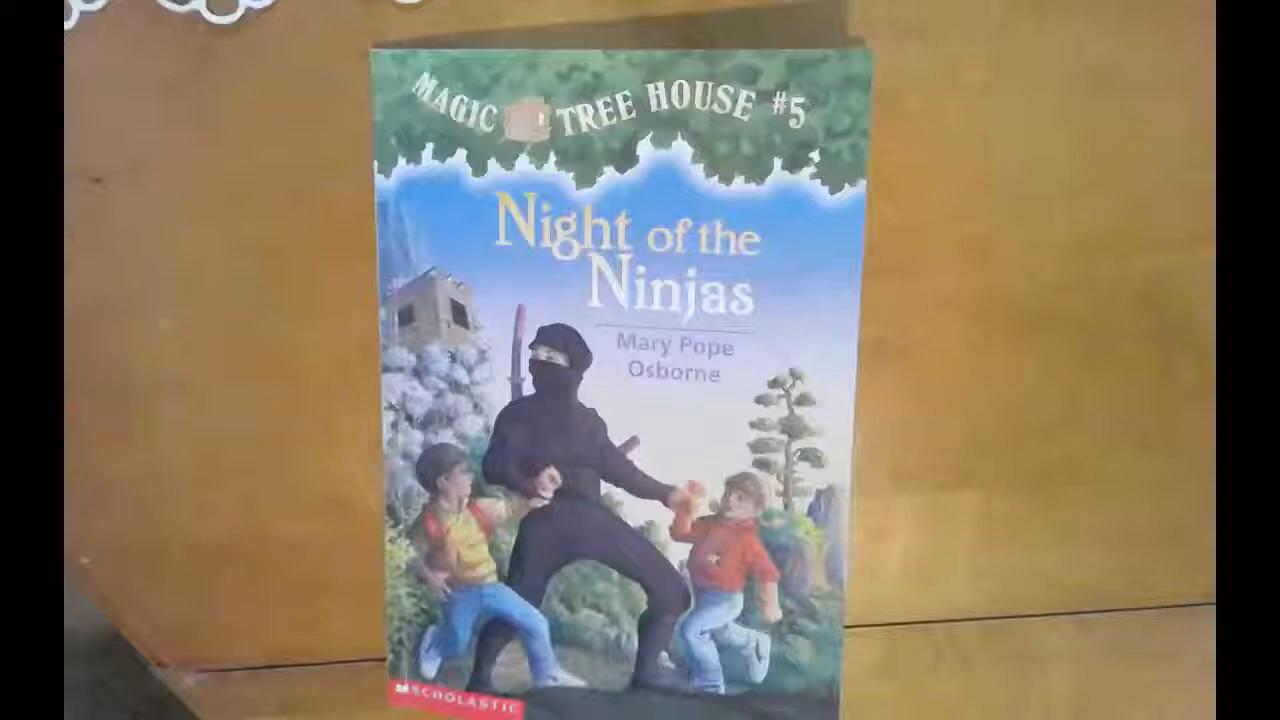 MAGIC TREE HOUSE #5
Night of the
Ninjas
Mary Pope
Osborne
SCHOLASTIC